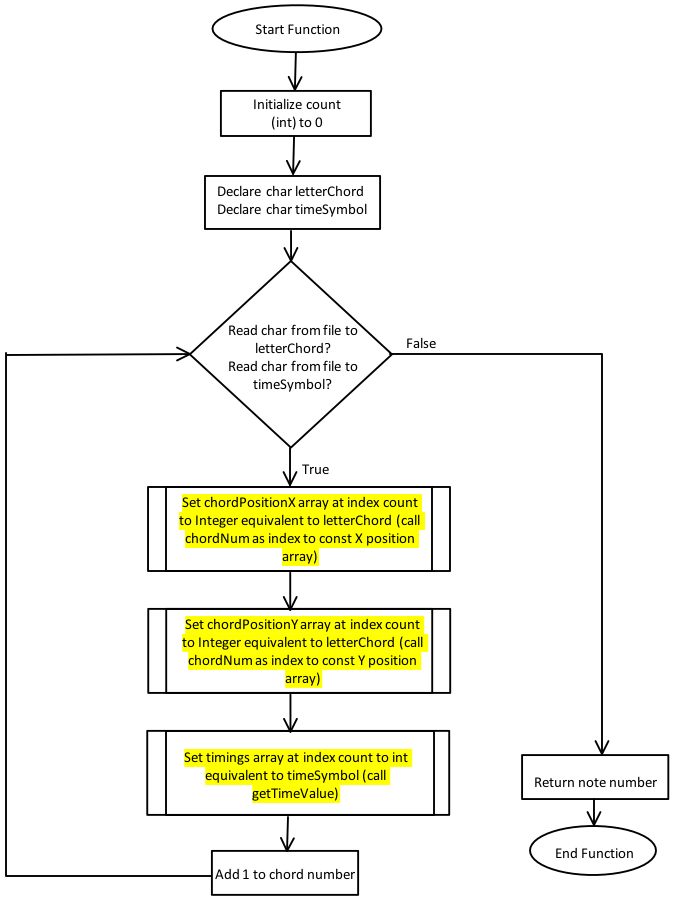 Start Function
Initialize count
(int) to 0
Declare char letterChord
Declare char timeSymbol
Read char from file to
letterChord?
Read char from file to
timeSymbol?
False
True
Set chordPositionX array at index count
to Integer equivalent to letterChord (call
chordNum as index to const X position
array)
Set chordPositionY array at index count
to Integer equivalent to letterChord (call
chordNum as index to const Y position
array)
Set timings array at index count to int
equivalent to timeSymbol (call
getTimeValue)
Add 1 to chord number
Return note number
End Function